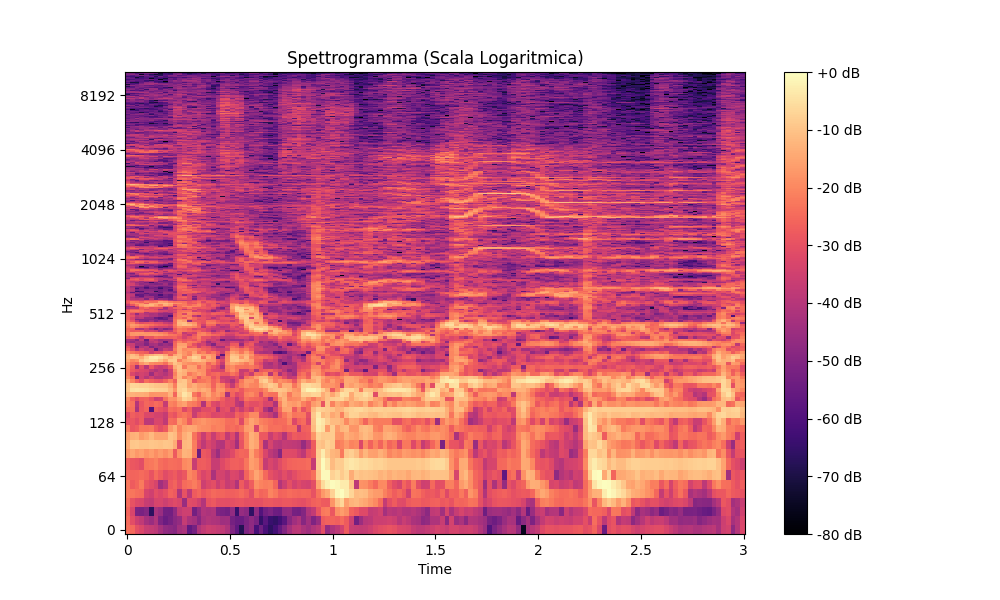 Spettrogramma (Scala Logaritmica)
Hz
8192
4096
2048
1024
512
256
128
64
0
0 0.5 1 1.5 2 2.5 3
Time
+0 dB
-10 dB
-20 dB
-30 dB
-40 dB
-50 dB
-60 dB
-70 dB
-80 dB